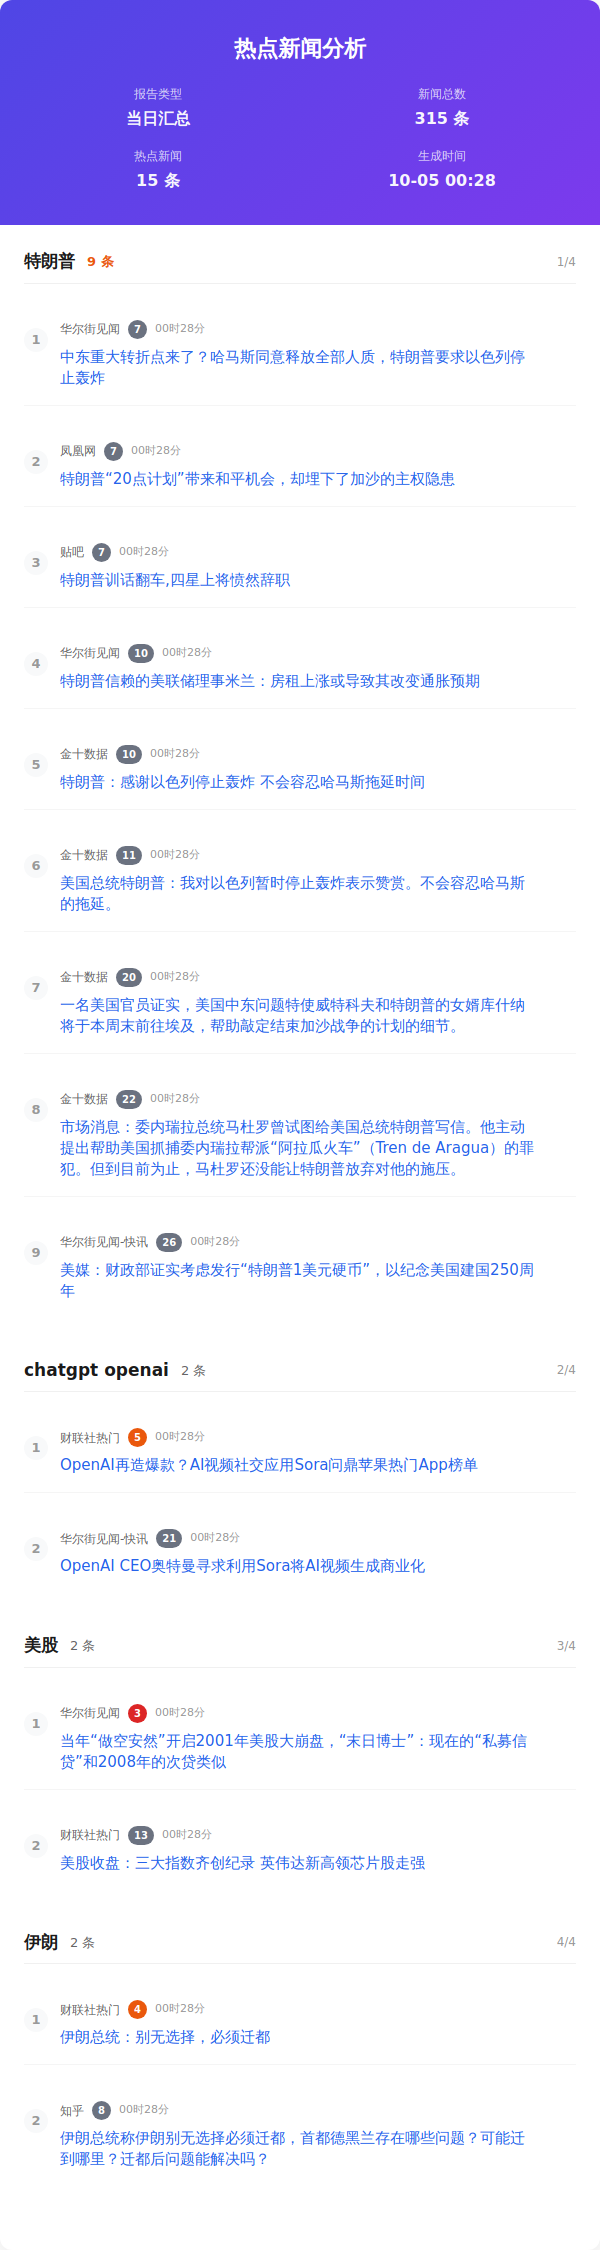 热点新闻分析
报告类型
新闻总数
当日汇总
315 条
热点新闻
生成时间
15 条
10-05 00:28
特朗普 9 条 1/4
1 华尔街见闻 7 00时28分
中东重大转折点来了？哈马斯同意释放全部人质，特朗普要求以色列停
止轰炸
2 凤凰网 7 00时28分
特朗普“20点计划”带来和平机会，却埋下了加沙的主权隐患
3 贴吧 7 00时28分
特朗普训话翻车,四星上将愤然辞职
4 华尔街见闻 10 00时28分
特朗普信赖的美联储理事米兰：房租上涨或导致其改变通胀预期
5 金十数据 10 00时28分
特朗普：感谢以色列停止轰炸 不会容忍哈马斯拖延时间
6 金十数据 11 00时28分
美国总统特朗普：我对以色列暂时停止轰炸表示赞赏。不会容忍哈马斯
的拖延。
7 金十数据 20 00时28分
一名美国官员证实，美国中东问题特使威特科夫和特朗普的女婿库什纳
将于本周末前往埃及，帮助敲定结束加沙战争的计划的细节。
8 金十数据 22 00时28分
市场消息：委内瑞拉总统马杜罗曾试图给美国总统特朗普写信。他主动
提出帮助美国抓捕委内瑞拉帮派“阿拉瓜火车”（Tren de Aragua）的罪
犯。但到目前为止，马杜罗还没能让特朗普放弃对他的施压。
9 华尔街见闻-快讯 26 00时28分
美媒：财政部证实考虑发行“特朗普1美元硬币”，以纪念美国建国250周
年
chatgpt openai 2 条 2/4
1 财联社热门 5 00时28分
OpenAI再造爆款？AI视频社交应用Sora问鼎苹果热门App榜单
2 华尔街见闻-快讯 21 00时28分
OpenAI CEO奥特曼寻求利用Sora将AI视频生成商业化
美股 2 条 3/4
1 华尔街见闻 3 00时28分
当年“做空安然”开启2001年美股大崩盘，“末日博士”：现在的“私募信
贷”和2008年的次贷类似
2 财联社热门 13 00时28分
美股收盘：三大指数齐创纪录 英伟达新高领芯片股走强
伊朗 2 条 4/4
1 财联社热门 4 00时28分
伊朗总统：别无选择，必须迁都
2 知乎 8 00时28分
伊朗总统称伊朗别无选择必须迁都，首都德黑兰存在哪些问题？可能迁
到哪里？迁都后问题能解决吗？